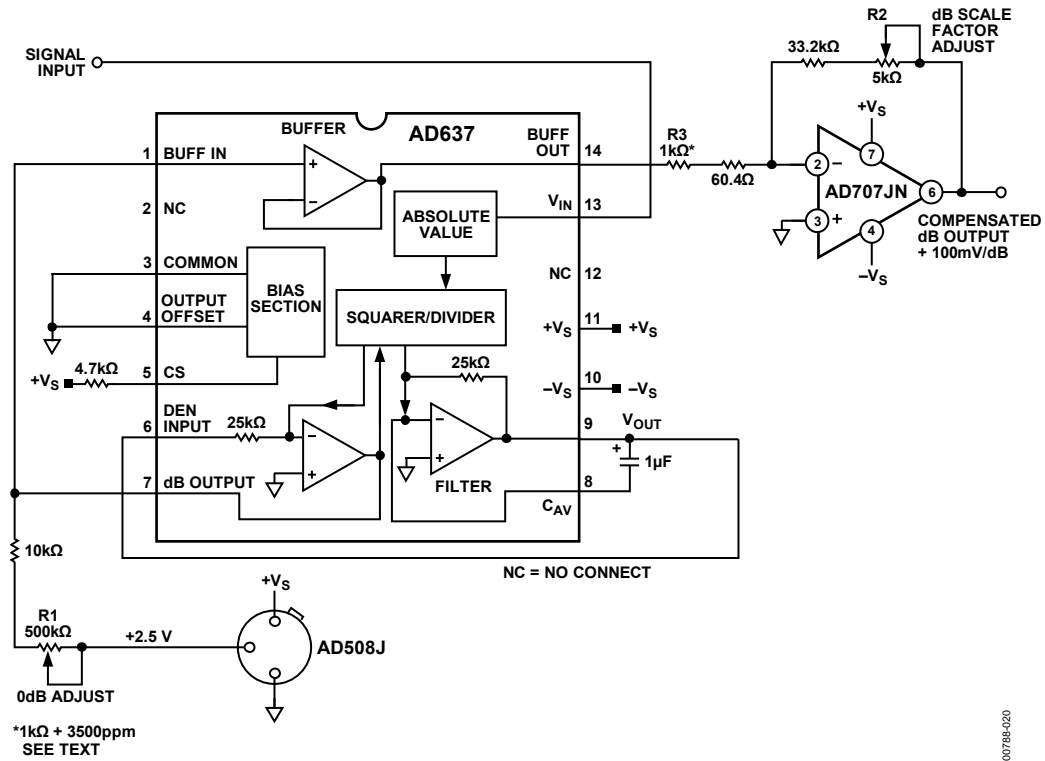 SIGNAL
INPUT
R2
dB SCALE
FACTOR
ADJUST
33.2kΩ
5kΩ
+VS
2
−
7
AD707JN
6
3
+
4
−VS
COMPENSATED
dB OUTPUT
+ 100mV/dB
R3
1kΩ*
60.4Ω
BUFFER
AD637
BUFF
OUT
14
1
BUFF IN
+
−
2
NC
ABSOLUTE
VALUE
VIN
13
3
COMMON
BIAS
SECTION
NC
12
OUTPUT
OFFSET
4
SQUARER/DIVIDER
11
+VS
+VS
4.7kΩ
+VS
5
CS
25kΩ
10
−VS
−VS
DEN
INPUT
6
25kΩ
−
+
−
+
9
VOUT
+
1µF
7
dB OUTPUT
FILTER
8
CAV
10kΩ
NC = NO CONNECT
+VS
R1
500kΩ
+2.5 V
AD508J
0dB ADJUST
*1kΩ + 3500ppm
SEE TEXT
00788-020